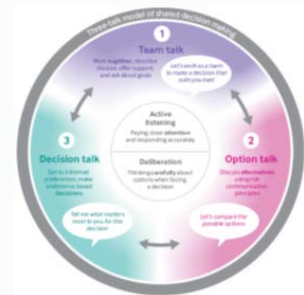 Three-talk model of shared decision making
1
Team talk
Work together, describe
choices, offer support,
and ask about goals
Let's work as a team
to make a decision that
suits you best!
Active
listening
Paying close attention
and responding accurately
3
Decision talk
Get to informed
preferences, make
preference-based
decisions
Deliberation
Thinking carefully about
options when facing
a decision
2
Option talk
Discuss alternatives
using risk
communication
principles
Tell me what matters
most to you for this
decision
Let's compare the
possible options